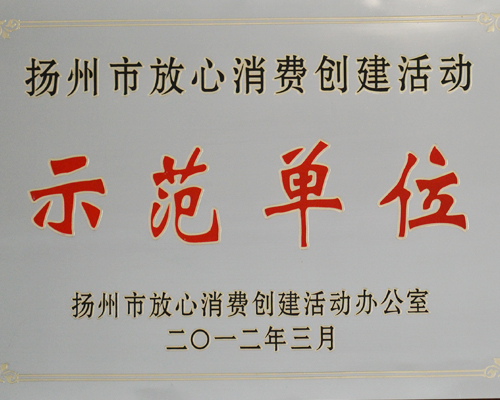 扬州市放心消费创建活动
示范单位
扬州市放心消费创建活动办公室
二〇一二年三月